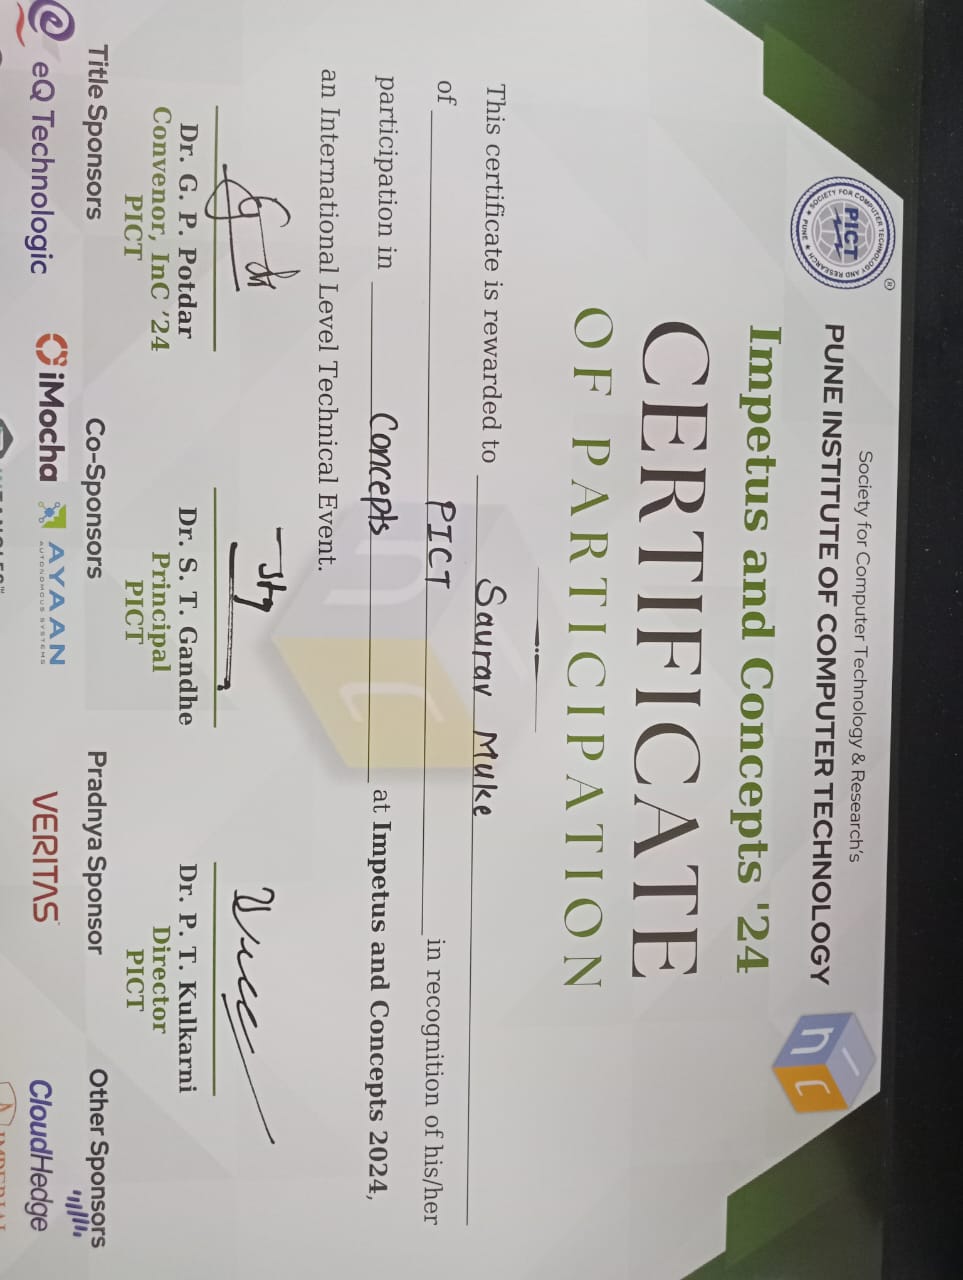 Society for Computer Technology & Research's
PUNE INSTITUTE OF COMPUTER TECHNOLOGY
SOCIETY FOR COMPUTER TECHNOLOGY AND RESEARCH ★ PUNE ★
PICT
®
Impetus and Concepts '24
CERTIFICATE
OF PARTICIPATION
This certificate is rewarded to Saurav Muke
of PICT in recognition of his/her
participation in Concepts at Impetus and Concepts 2024,
an International Level Technical Event.
Dr. G. P. Potdar
Convenor, InC '24
PICT
Dr. S. T. Gandhe
Principal
PICT
Dr. P. T. Kulkarni
Director
PICT
Title Sponsors
Co-Sponsors
Pradnya Sponsor
Other Sponsors
eQ Technologic
iMocha
AYAAN
AUTONOMOUS SYSTEMS
VERITAS
CloudHedge